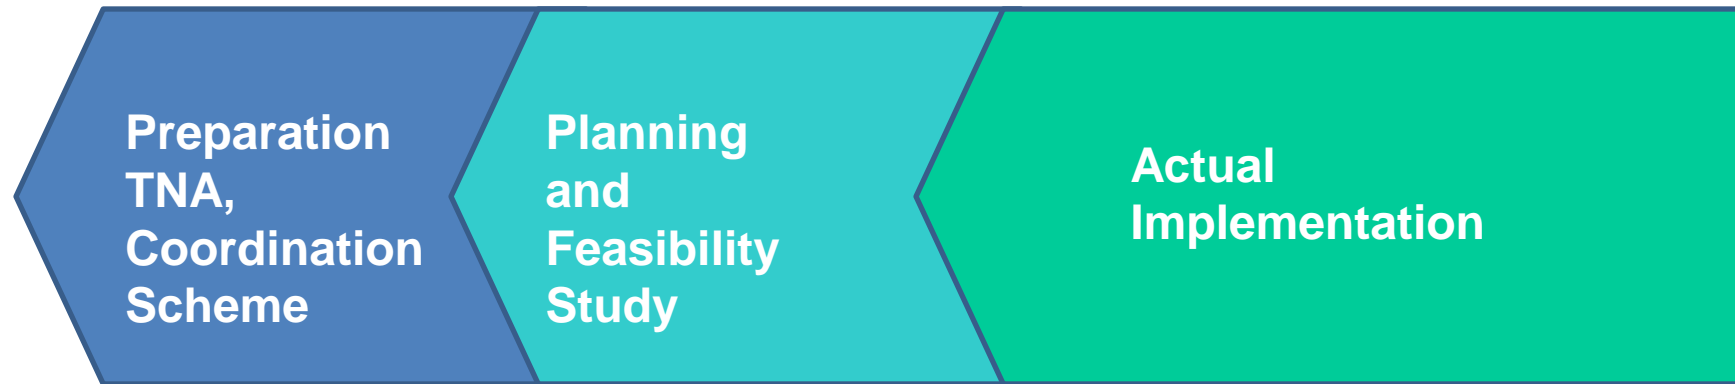 Preparation
TNA,
Coordination
Scheme
Planning
and
Feasibility
Study
Actual
Implementation